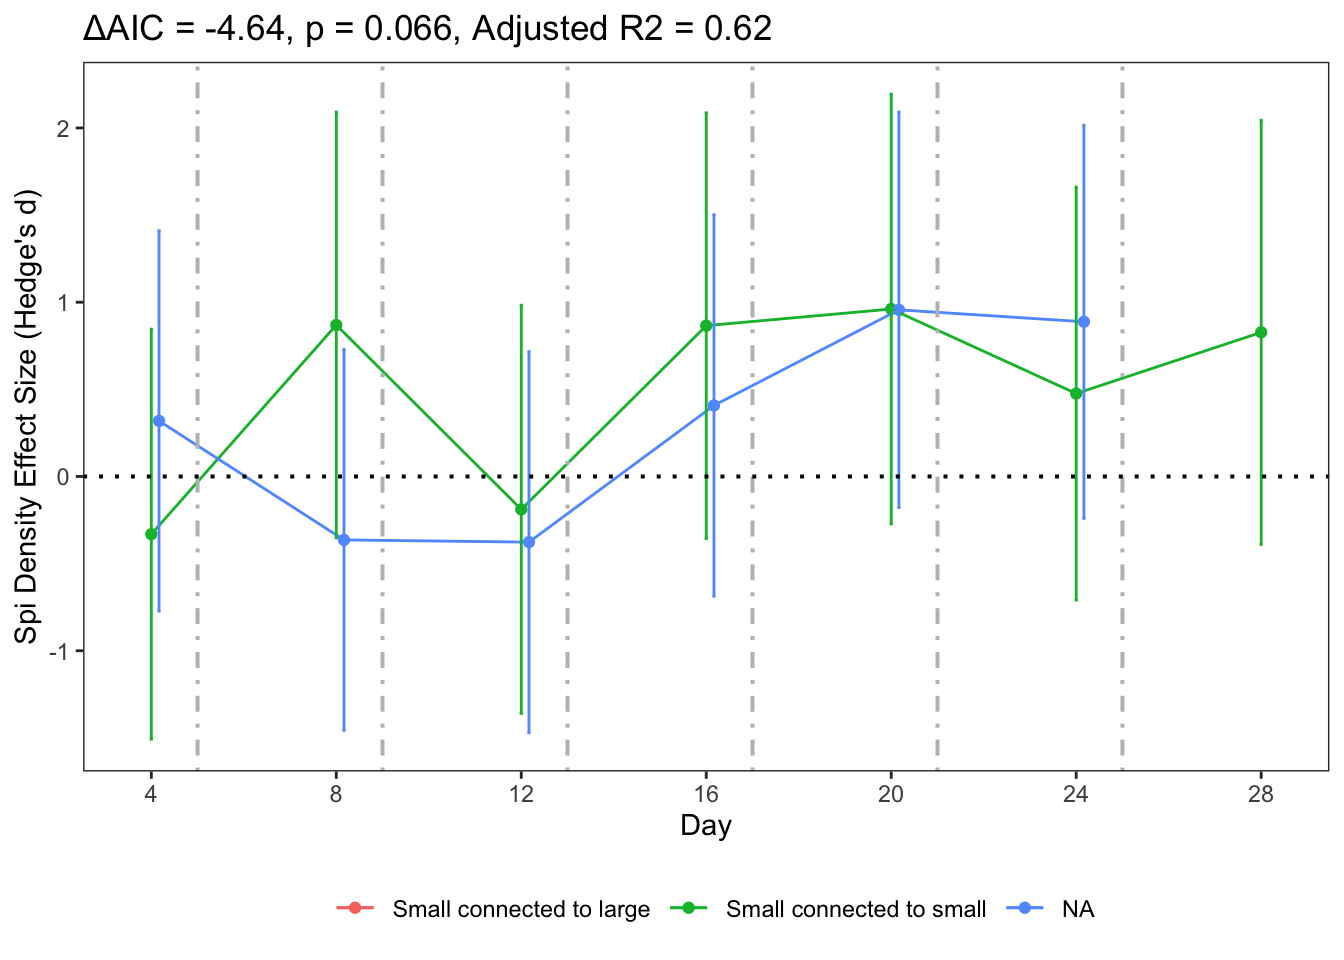 ΔAIC = -4.64, p = 0.066, Adjusted R2 = 0.62
Spi Density Effect Size (Hedge's d)
2
1
0
-1
4 8 12 16 20 24 28
Day
Small connected to large Small connected to small NA